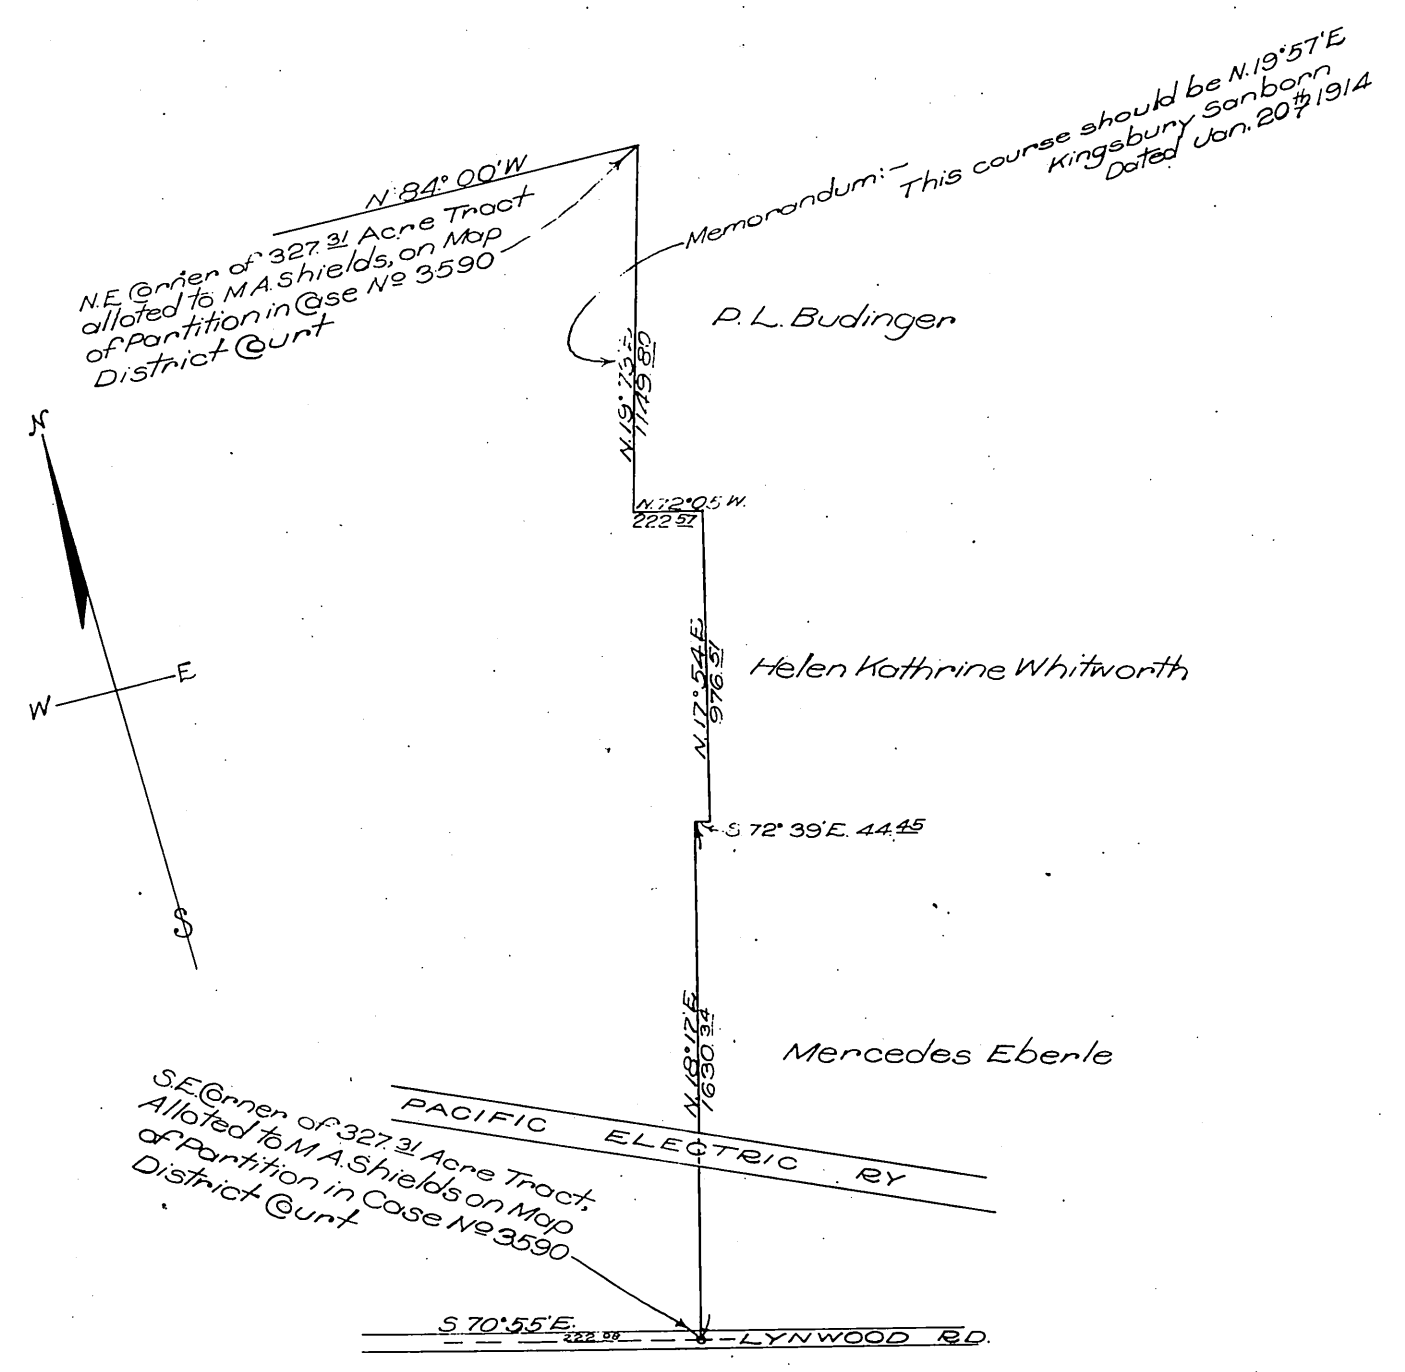 This course should be N.19°57'E
Kingsbury Sanborn
Dated Jan. 20th 1914
Memorandum:-
N 84° 00' W
N.E Corner of 327.31 Acre Tract
alloted to M A. Shields, on Map
of Partition in Case No 3590
District Court
P. L. Budinger
N. 19° 73' E.
1149.80
N
N. 72° 05 W.
222 57
N. 17° 54 E
976.51
Helen Kathrine Whitworth
E
W
S 72° 39' E. 44.45
S
N. 18° 17' E
1630.34
Mercedes Eberle
PACIFIC ELECTRIC RY
S.E. Corner of 327.31 Acre Tract,
Alloted to M A. Shields on Map
of Partition in Case No 3590
District Court
S 70° 55' E.
LYNWOOD RD.